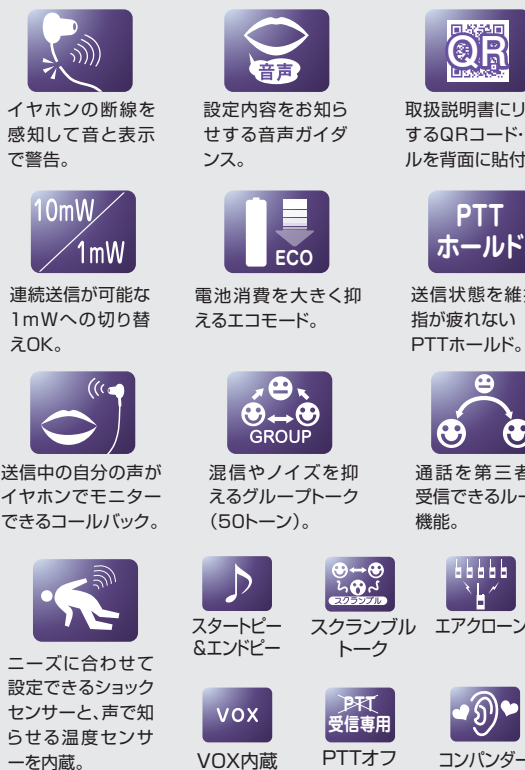 音声
QR
イヤホンの断線を
感知して音と表示
で警告。
設定内容をお知ら
せする音声ガイダ
ンス。
取扱説明書にリ
するQRコード・
ルを背面に貼付
10mW
1mW
ECO
PTT
ホールド
連続送信が可能な
1mWへの切り替
えOK。
電池消費を大きく抑
えるエコモード。
送信状態を維
指が疲れない
PTTホールド。
GROUP
送信中の自分の声が
イヤホンでモニター
できるコールバック。
混信やノイズを抑
えるグループトーク
(50トーン)。
通話を第三者
受信できるルー
機能。
スクランブル
スタートピー
&エンドピー
スクランブル
トーク
エアクローン
ニーズに合わせて
設定できるショック
センサーと、声で知
らせる温度センサ
ーを内蔵。
VOX
PTT
受信専用
VOX内蔵
PTTオフ
コンパンダー